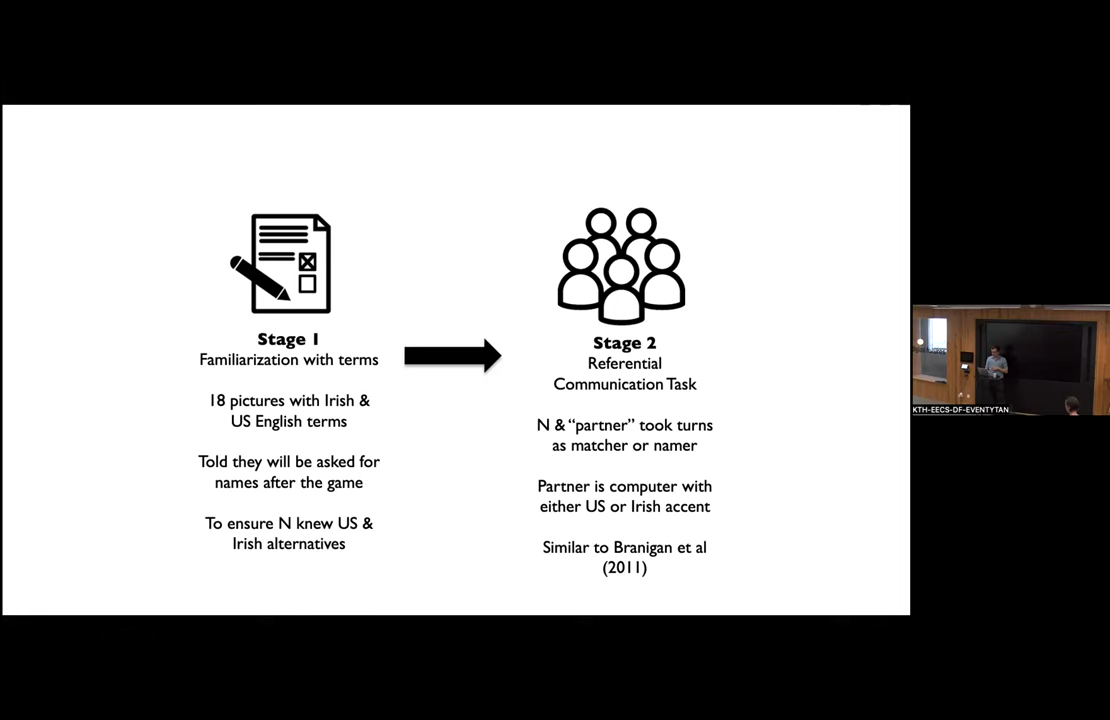 Stage 1
Familiarization with terms
18 pictures with Irish &
US English terms
Told they will be asked for
names after the game
To ensure N knew US &
Irish alternatives
Stage 2
Referential
Communication Task
N & “partner” took turns
as matcher or namer
Partner is computer with
either US or Irish accent
Similar to Branigan et al
(2011)
KTH-EECS-DF-EVENTYTAN